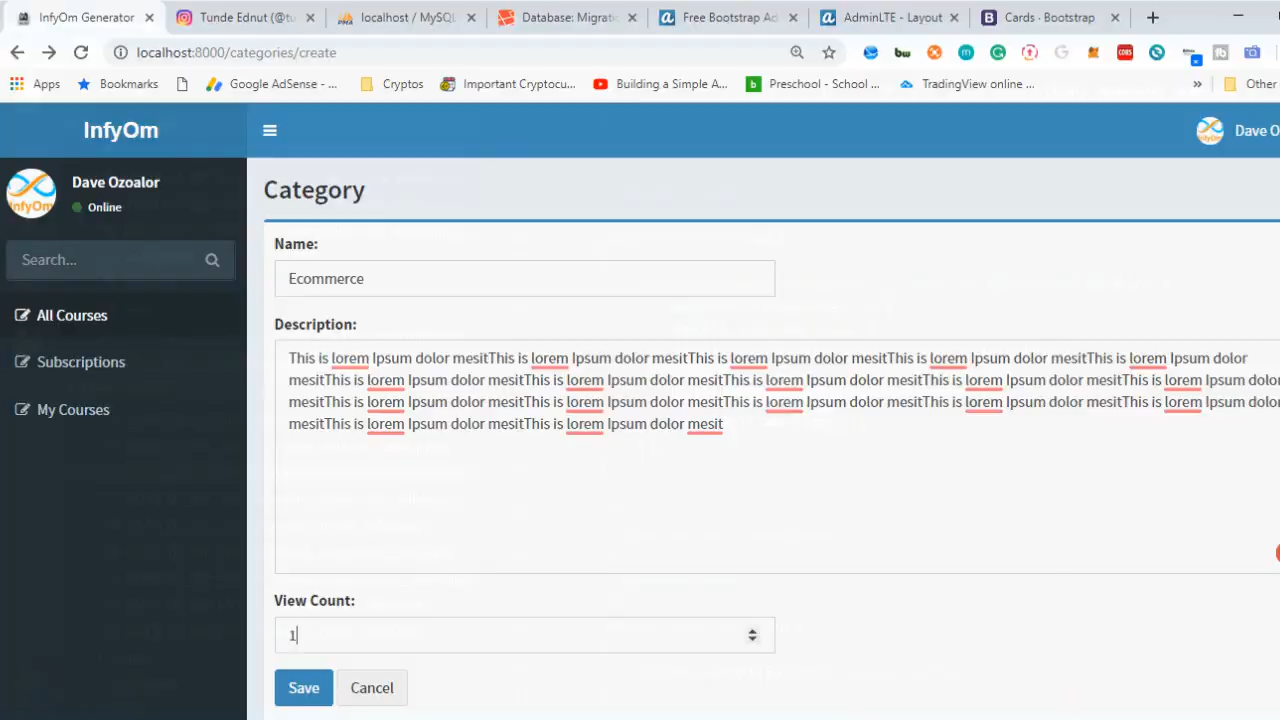 InfyOm Generator
Tunde Ednut (@tu
localhost / MySQL
Database: Migrati
Free Bootstrap Ad
AdminLTE - Layout
Cards · Bootstrap
localhost:8000/categories/create
Apps
Bookmarks
Google AdSense - ...
Cryptos
Important Cryptocu...
Building a Simple A...
Preschool - School ...
TradingView online ...
»
Other
InfyOm
Dave O
Dave Ozoalor
Online
Search...
All Courses
Subscriptions
My Courses
Category
Name:
Ecommerce
Description:
This is lorem Ipsum dolor mesitThis is lorem Ipsum dolor mesitThis is lorem Ipsum dolor mesitThis is lorem Ipsum dolor mesitThis is lorem Ipsum dolor
mesitThis is lorem Ipsum dolor mesitThis is lorem Ipsum dolor mesitThis is lorem Ipsum dolor mesitThis is lorem Ipsum dolor mesitThis is lorem Ipsum dolo
mesitThis is lorem Ipsum dolor mesitThis is lorem Ipsum dolor mesitThis is lorem Ipsum dolor mesitThis is lorem Ipsum dolor mesitThis is lorem Ipsum dolo
mesitThis is lorem Ipsum dolor mesitThis is lorem Ipsum dolor mesit
View Count:
1
Save
Cancel